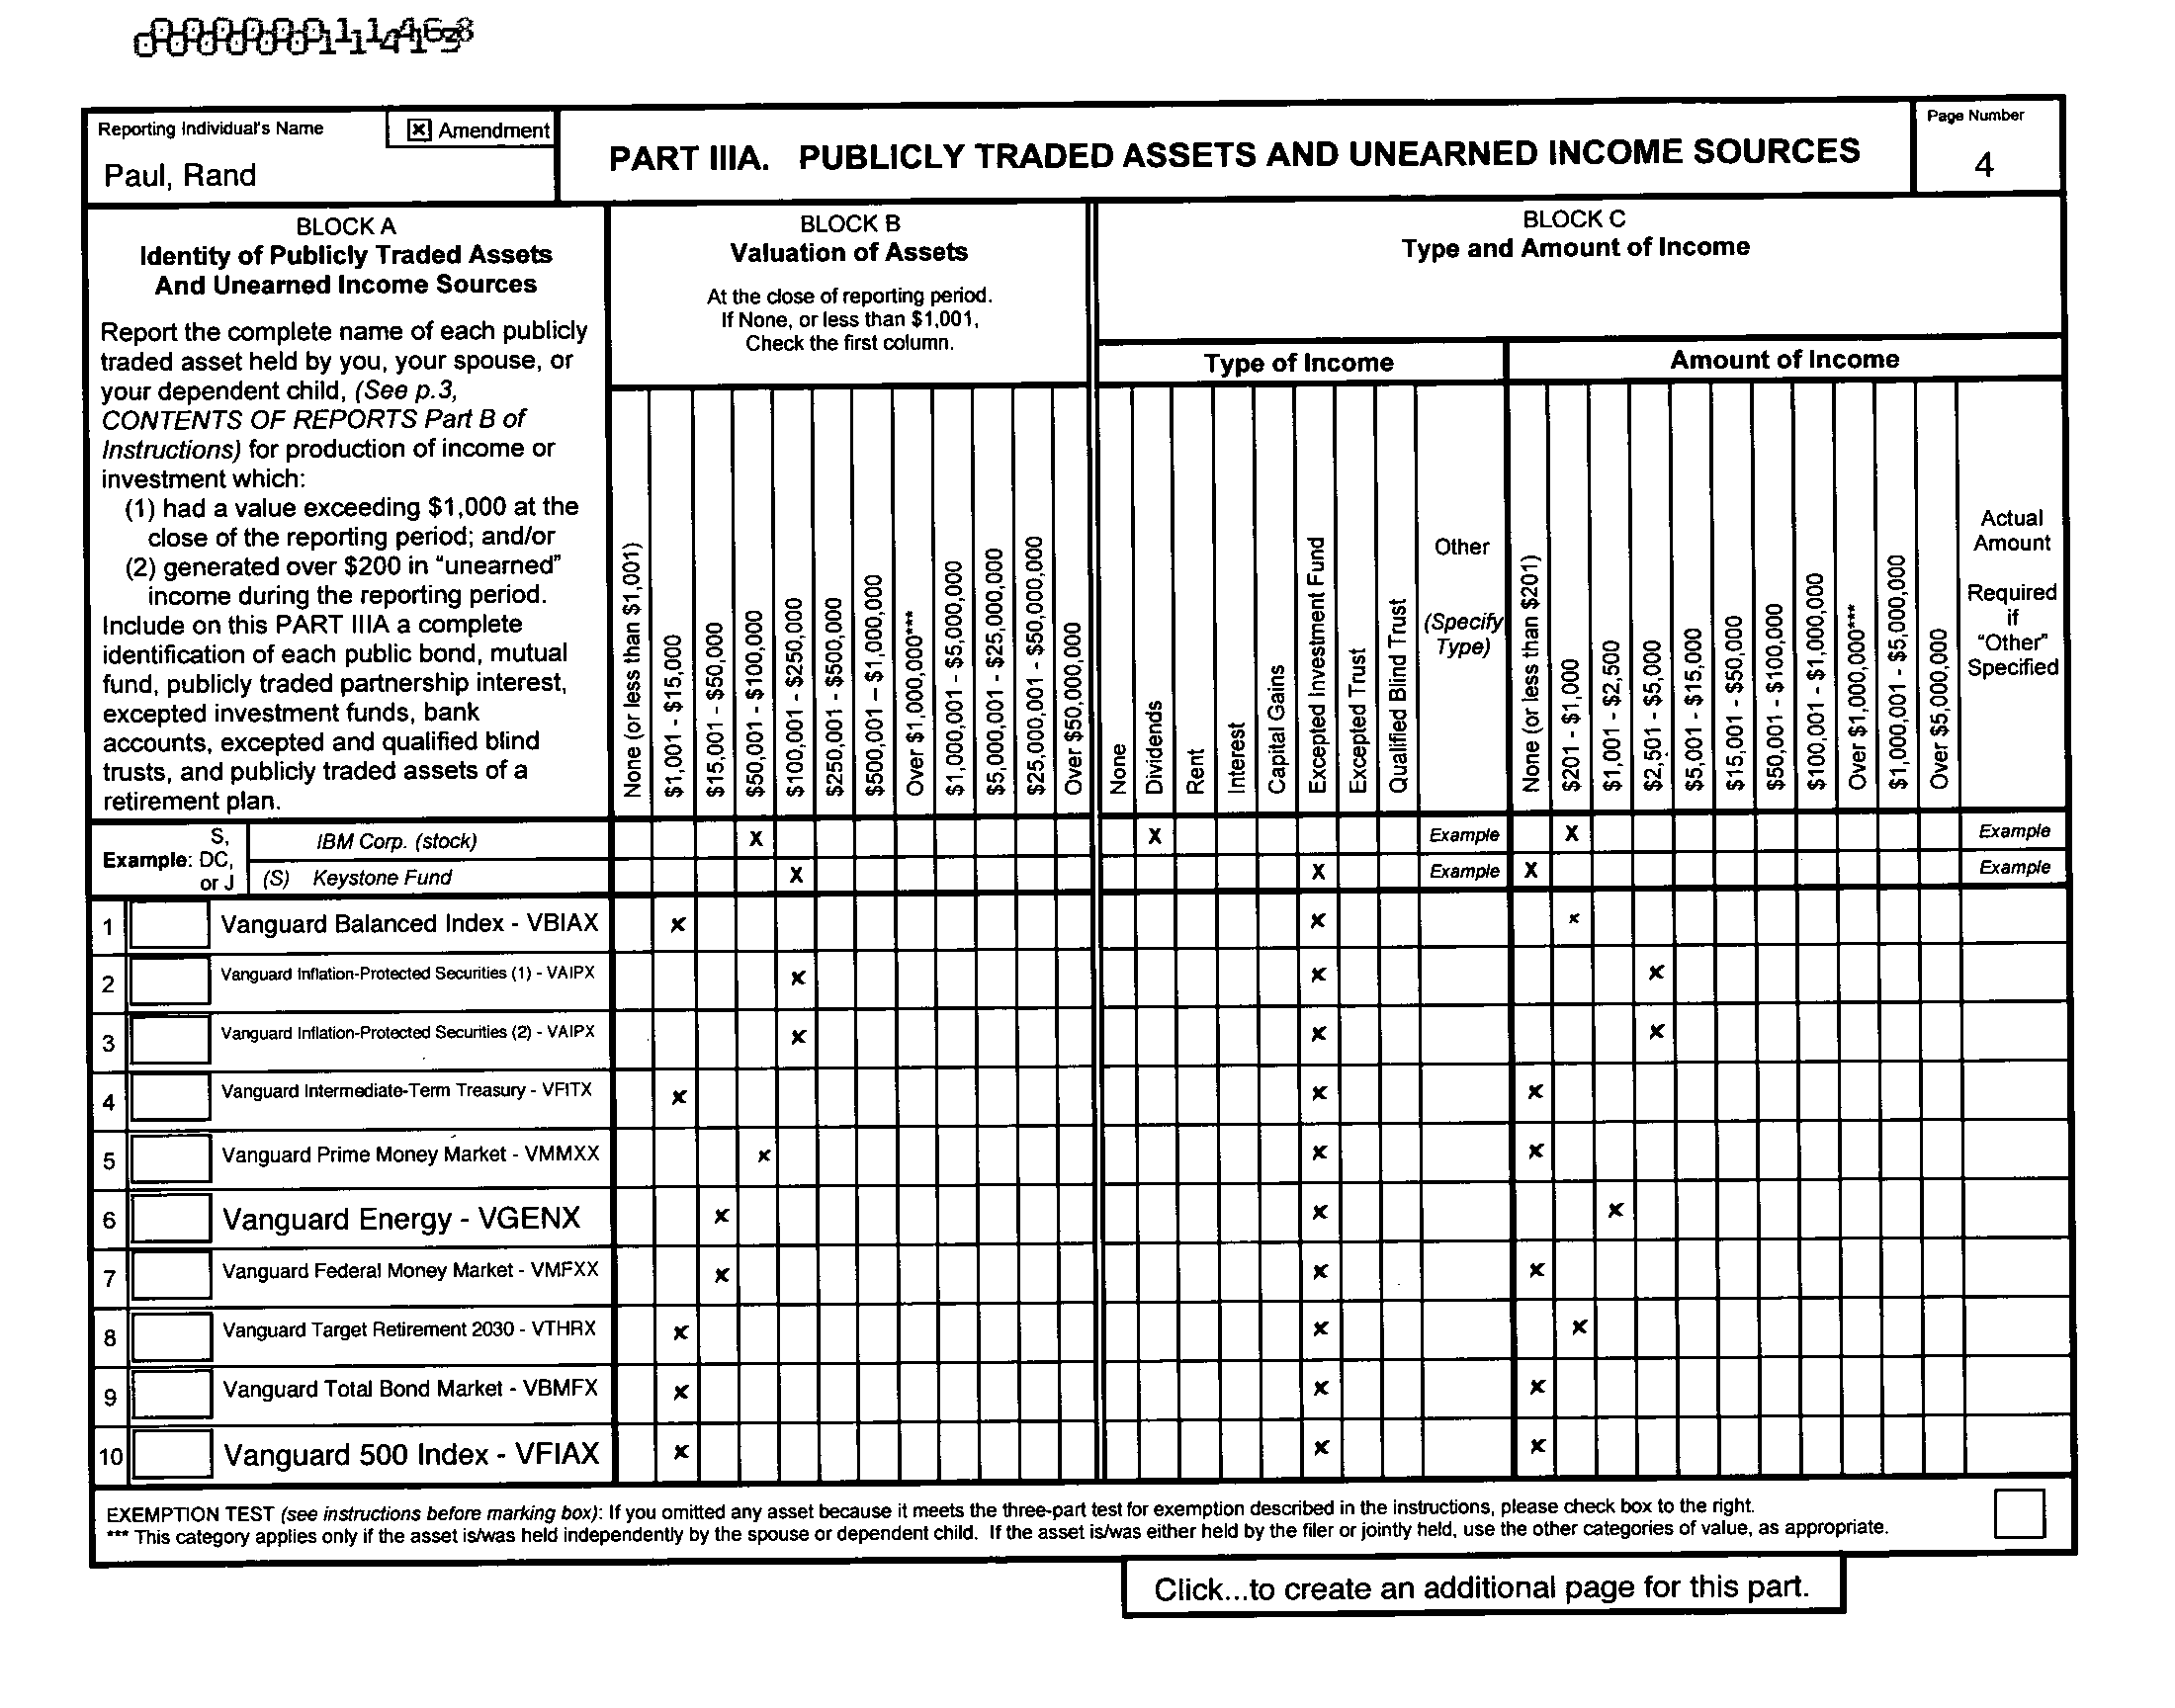 Reporting Individual's Name
x Amendment
Paul, Rand
PART IIIA. PUBLICLY TRADED ASSETS AND UNEARNED INCOME SOURCES
Page Number
4
BLOCK A
Identity of Publicly Traded Assets
And Unearned Income Sources
Report the complete name of each publicly
traded asset held by you, your spouse, or
your dependent child, (See p.3,
CONTENTS OF REPORTS Part B of
Instructions) for production of income or
investment which:
(1) had a value exceeding $1,000 at the
close of the reporting period; and/or
(2) generated over $200 in "unearned"
income during the reporting period.
Include on this PART IIIA a complete
identification of each public bond, mutual
fund, publicly traded partnership interest,
excepted investment funds, bank
accounts, excepted and qualified blind
trusts, and publicly traded assets of a
retirement plan.
BLOCK B
Valuation of Assets
At the close of reporting period.
If None, or less than $1,001,
Check the first column.
None (or less than $1,001)
$1,001 - $15,000
$15,001 - $50,000
$50,001 - $100,000
$100,001 - $250,000
$250,001 - $500,000
$500,001 – $1,000,000
Over $1,000,000***
$1,000,001 - $5,000,000
$5,000,001 - $25,000,000
$25,000,001 - $50,000,000
Over $50,000,000
BLOCK C
Type and Amount of Income
Type of Income
None
Dividends
Rent
Interest
Capital Gains
Excepted Investment Fund
Excepted Trust
Qualified Blind Trust
Other
(Specify
Type)
Amount of Income
None (or less than $201)
$201 - $1,000
$1,001 - $2,500
$2,501 - $5,000
$5,001 - $15,000
$15,001 - $50,000
$50,001 - $100,000
$100,001 - $1,000,000
Over $1,000,000***
$1,000,001 - $5,000,000
Over $5,000,000
Actual
Amount
Required
if
"Other"
Specified
Example: S, DC, or J
IBM Corp. (stock) X X Example X Example
(S) Keystone Fund X X Example X Example
1 Vanguard Balanced Index - VBIAX x x x
2 Vanguard Inflation-Protected Securities (1) - VAIPX x x x
3 Vanguard Inflation-Protected Securities (2) - VAIPX x x x
4 Vanguard Intermediate-Term Treasury - VFITX x x x
5 Vanguard Prime Money Market - VMMXX x x x
6 Vanguard Energy - VGENX x x x
7 Vanguard Federal Money Market - VMFXX x x x
8 Vanguard Target Retirement 2030 - VTHRX x x x
9 Vanguard Total Bond Market - VBMFX x x x
10 Vanguard 500 Index - VFIAX x x x
EXEMPTION TEST (see instructions before marking box): If you omitted any asset because it meets the three-part test for exemption described in the instructions, please check box to the right.
*** This category applies only if the asset is/was held independently by the spouse or dependent child. If the asset is/was either held by the filer or jointly held, use the other categories of value, as appropriate.
Click...to create an additional page for this part.